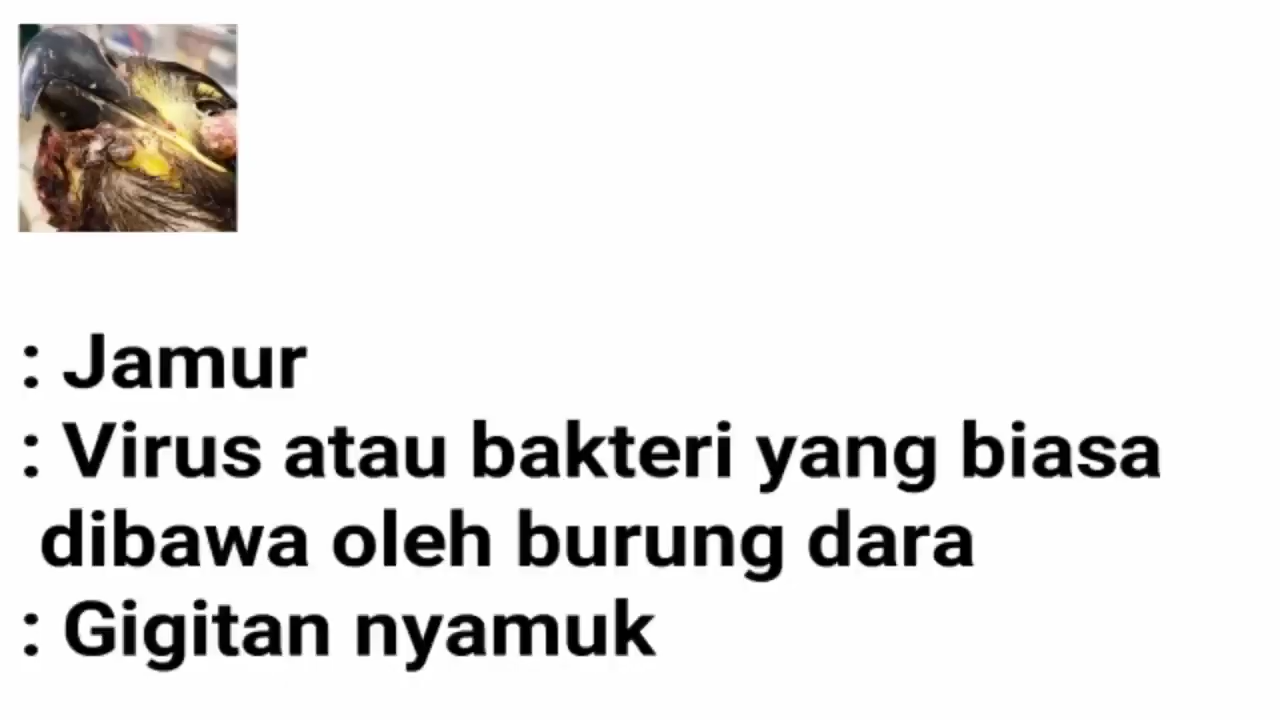 : Jamur
: Virus atau bakteri yang biasa
dibawa oleh burung dara
: Gigitan nyamuk